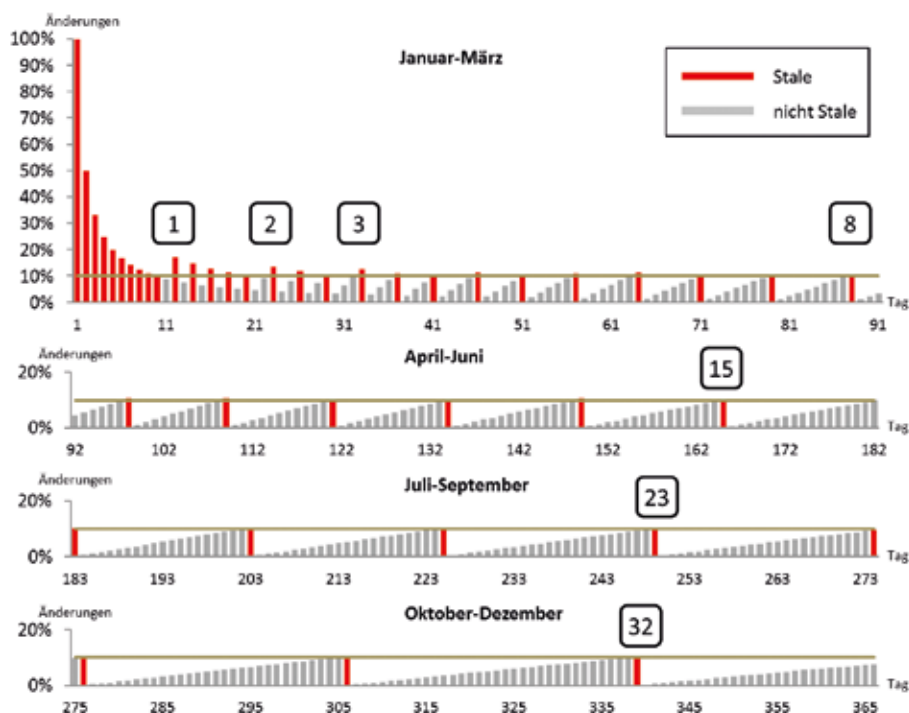 Änderungen
100%
90%
80%
70%
60%
50%
40%
30%
20%
10%
0%
Januar-März
Stale
nicht Stale
1
2
3
8
1 11 21 31 41 51 61 71 81 91
Tag
Änderungen
April-Juni
15
20%
0%
92 102 112 122 132 142 152 162 172 182
Tag
Änderungen
Juli-September
23
20%
0%
183 193 203 213 223 233 243 253 263 273
Tag
Änderungen
Oktober-Dezember
32
20%
0%
275 285 295 305 315 325 335 345 355 365
Tag